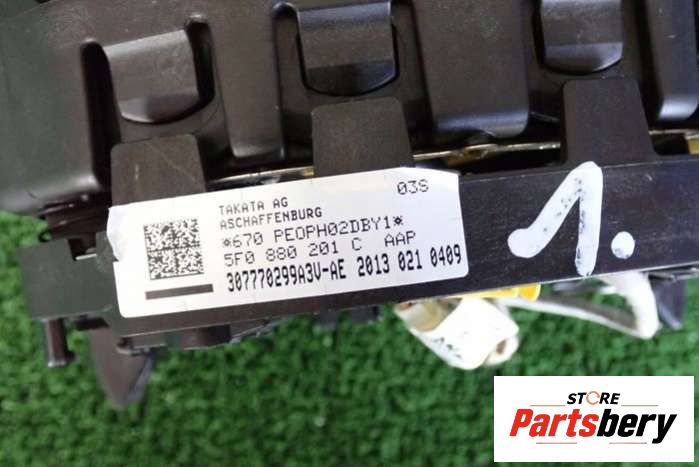 TAKATA AG 03S
ASCHAFFENBURG
*670 PEOPH02DBY1*
5F0 880 201 C AAP
307770299A3V-AE 2013 021 0409
1.
STORE
Partsbery